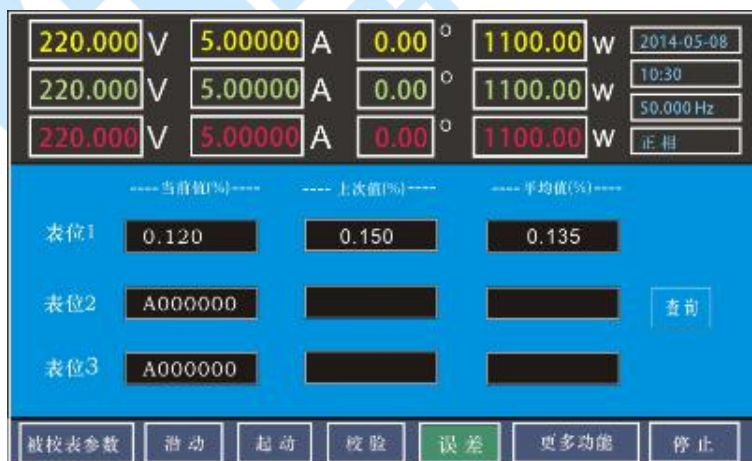 220.000 V 5.00000 A 0.00 ° 1100.00 W 2014-05-08
220.000 V 5.00000 A 0.00 ° 1100.00 W 10:30
50.000 Hz
220.000 V 5.00000 A 0.00 ° 1100.00 W 正相
----当前值(%)---- ---- 上次值(%)---- ---- 平均值(%)----
表位1 0.120 0.150 0.135
表位2 A000000 查询
表位3 A000000
被校表参数 潜动 起动 校验 误差 更多功能 停止